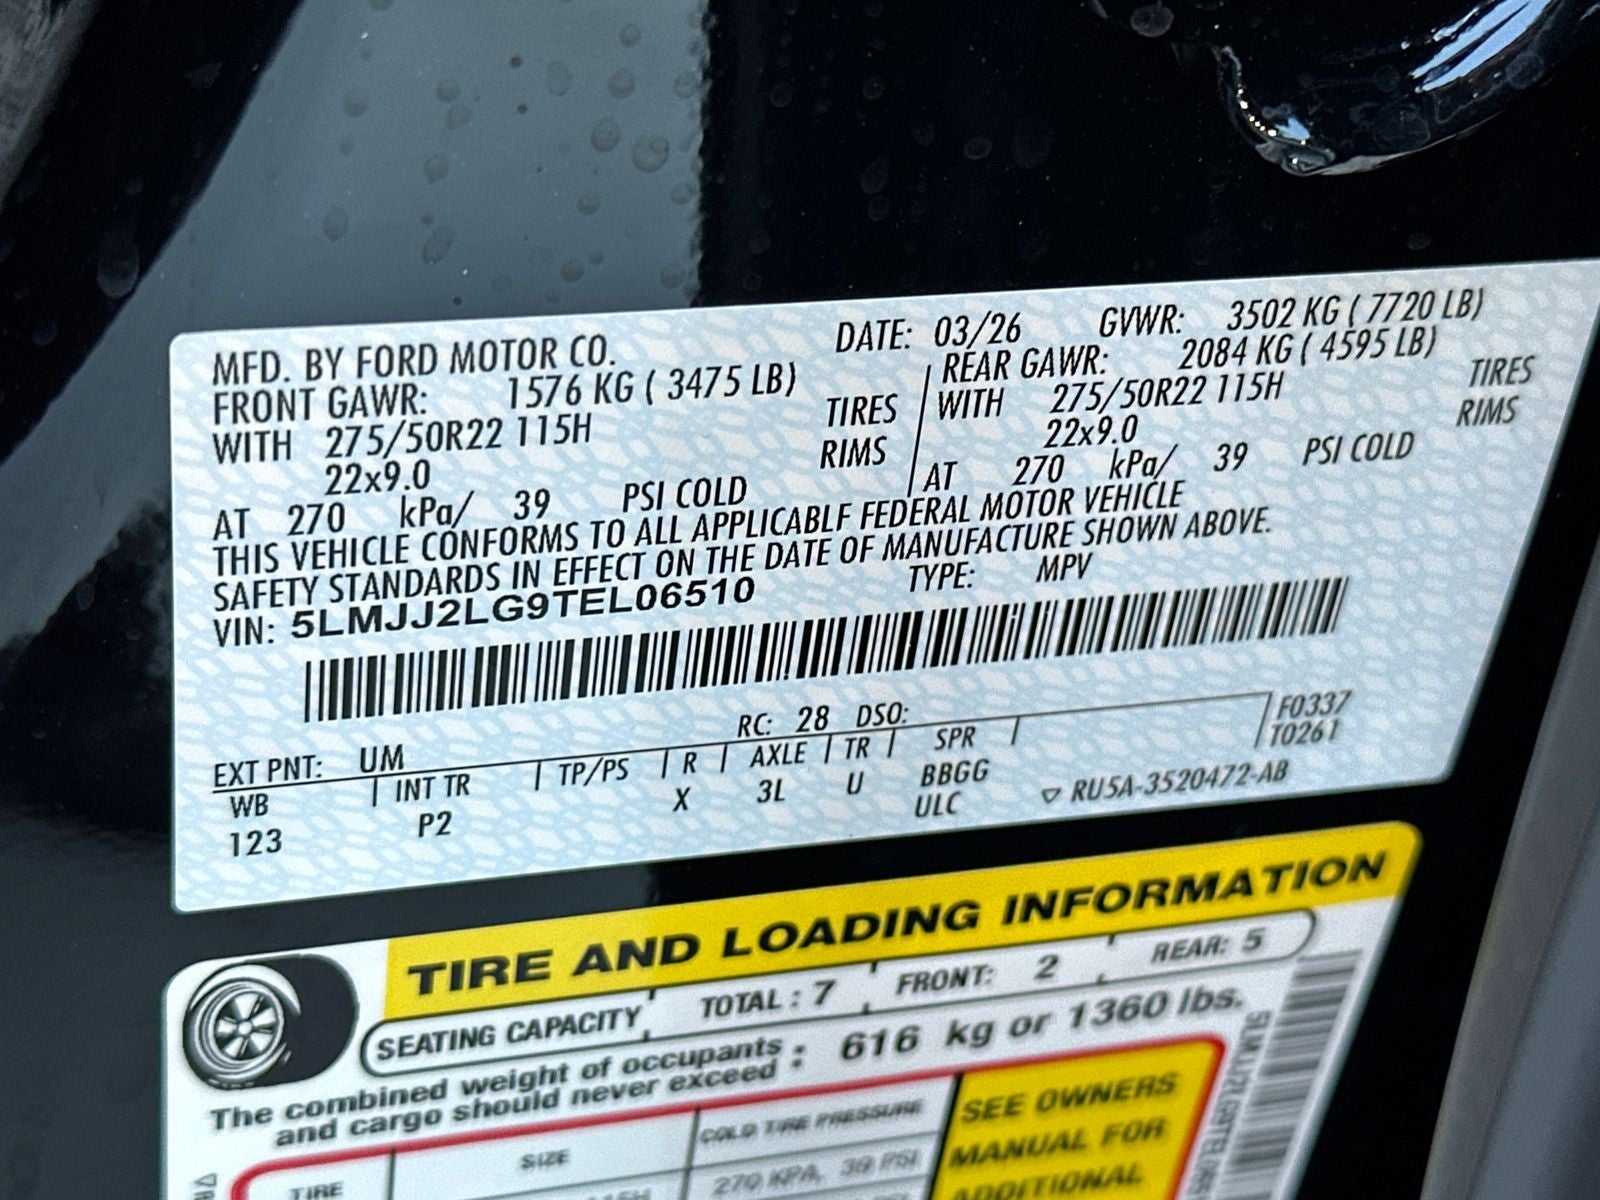 MFD. BY FORD MOTOR CO. DATE: 03/26 GVWR: 3502 KG ( 7720 LB)
FRONT GAWR: 1576 KG ( 3475 LB) REAR GAWR: 2084 KG ( 4595 LB)
WITH 275/50R22 115H TIRES WITH 275/50R22 115H TIRES
22x9.0 RIMS 22x9.0 RIMS
AT 270 kPa/ 39 PSI COLD AT 270 kPa/ 39 PSI COLD
THIS VEHICLE CONFORMS TO ALL APPLICABLE FEDERAL MOTOR VEHICLE
SAFETY STANDARDS IN EFFECT ON THE DATE OF MANUFACTURE SHOWN ABOVE.
VIN: 5LMJJ2LG9TEL06510 TYPE: MPV
EXT PNT: UM RC: 28 DSO: F0337
WB INT TR TP/PS R AXLE TR SPR T0261
123 P2 X 3L U BBGG
ULC ▽ RU5A-3520472-AB
TIRE AND LOADING INFORMATION
SEATING CAPACITY TOTAL : 7 FRONT: 2 REAR: 5
The combined weight of occupants
and cargo should never exceed : 616 kg or 1360 lbs.
TIRE SIZE COLD TIRE PRESSURE SEE OWNERS
270 KPA, 39 PSI MANUAL FOR
ADDITIONAL